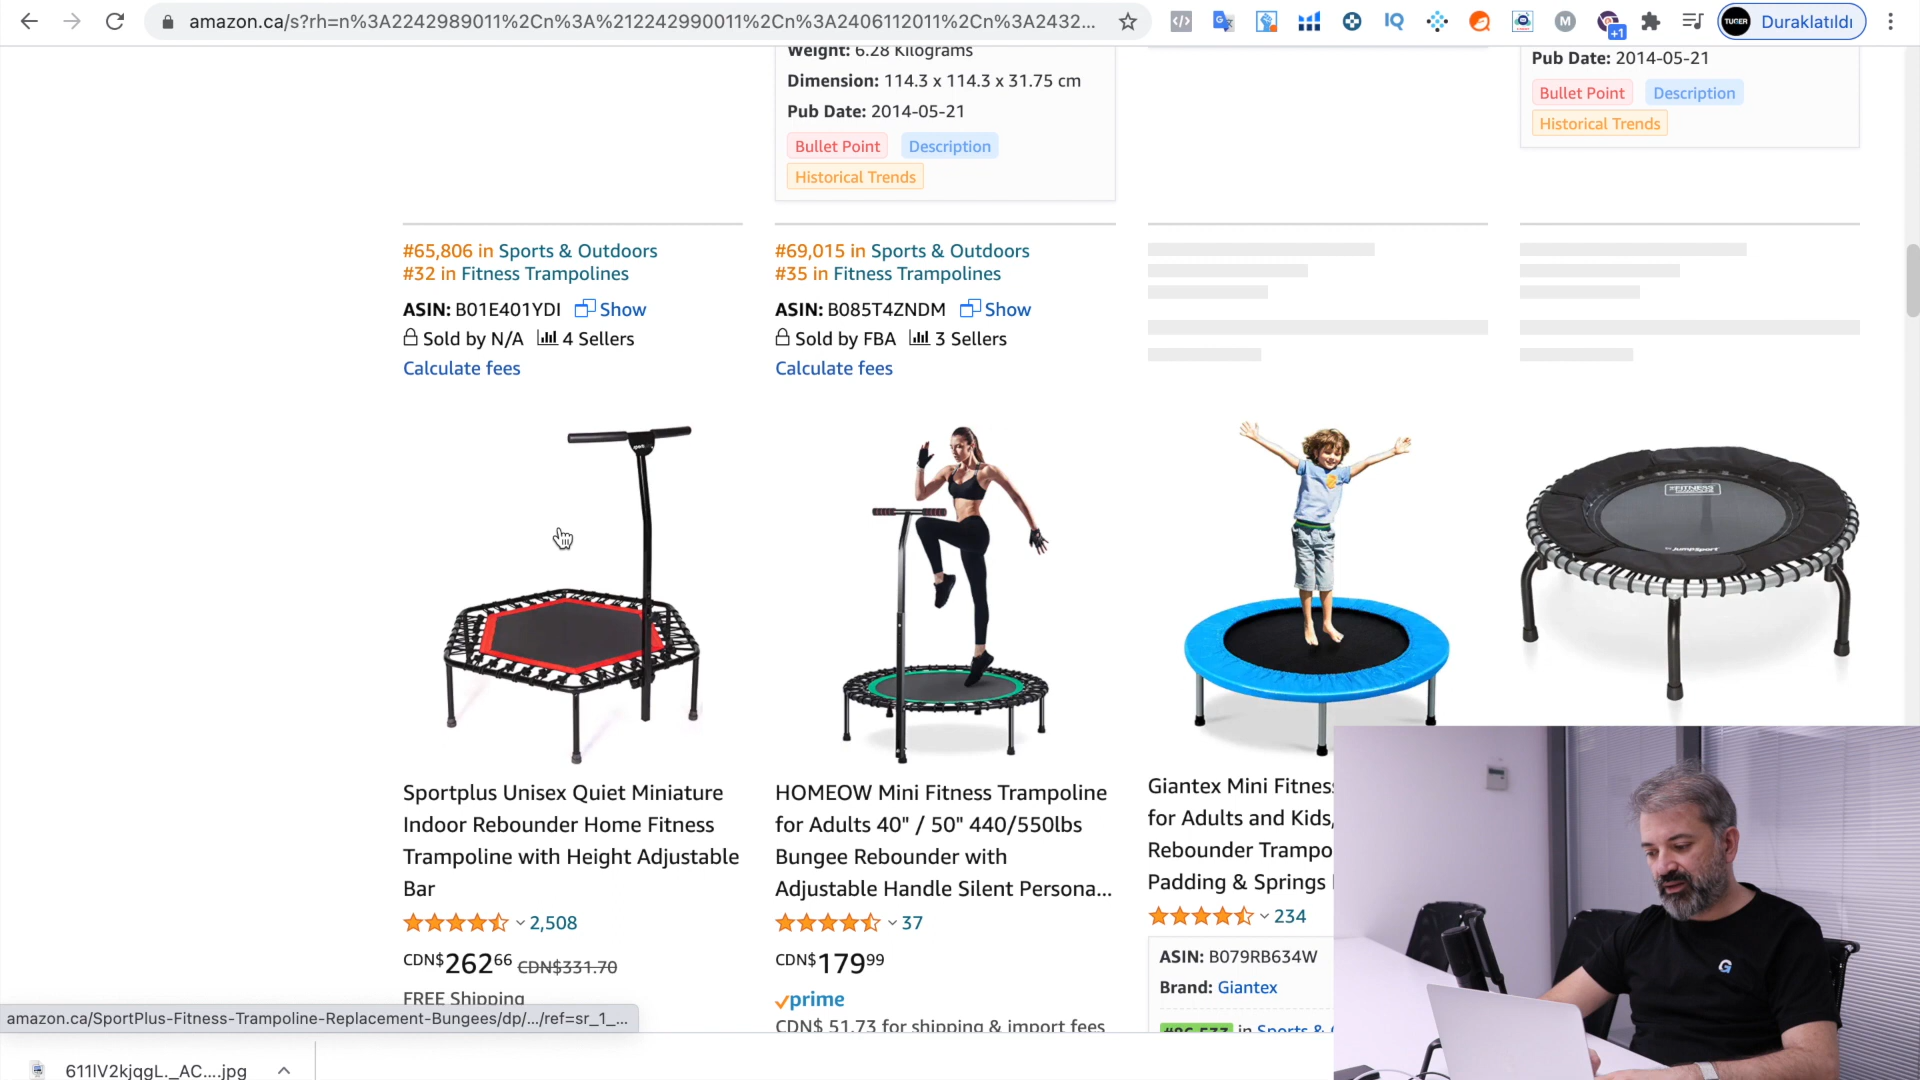 amazon.ca/s?rh=n%3A2242989011%2Cn%3A%212242990011%2Cn%3A2406112011%2Cn%3A2432...
IQ
M
+1
TUNER
Duraklatıldı
Weight: 6.28 Kilograms
Dimension: 114.3 x 114.3 x 31.75 cm
Pub Date: 2014-05-21
Bullet Point Description
Historical Trends
Pub Date: 2014-05-21
Bullet Point Description
Historical Trends
#65,806 in Sports & Outdoors
#32 in Fitness Trampolines
ASIN: B01E401YDI Show
Sold by N/A 4 Sellers
Calculate fees
#69,015 in Sports & Outdoors
#35 in Fitness Trampolines
ASIN: B085T4ZNDM Show
Sold by FBA 3 Sellers
Calculate fees
FITNESS
JumpSport
Sportplus Unisex Quiet Miniature
Indoor Rebounder Home Fitness
Trampoline with Height Adjustable
Bar
2,508
CDN$26266 CDN$331.70
FREE Shipping
HOMEOW Mini Fitness Trampoline
for Adults 40" / 50" 440/550lbs
Bungee Rebounder with
Adjustable Handle Silent Persona...
37
CDN$17999
prime
CDN$ 51.73 for shipping & import fees
Giantex Mini Fitness
for Adults and Kids,
Rebounder Trampo
Padding & Springs
234
ASIN: B079RB634W
Brand: Giantex
#96,533 in Sports &
G
amazon.ca/SportPlus-Fitness-Trampoline-Replacement-Bungees/dp/.../ref=sr_1_...
611lV2kjqgL._AC....jpg